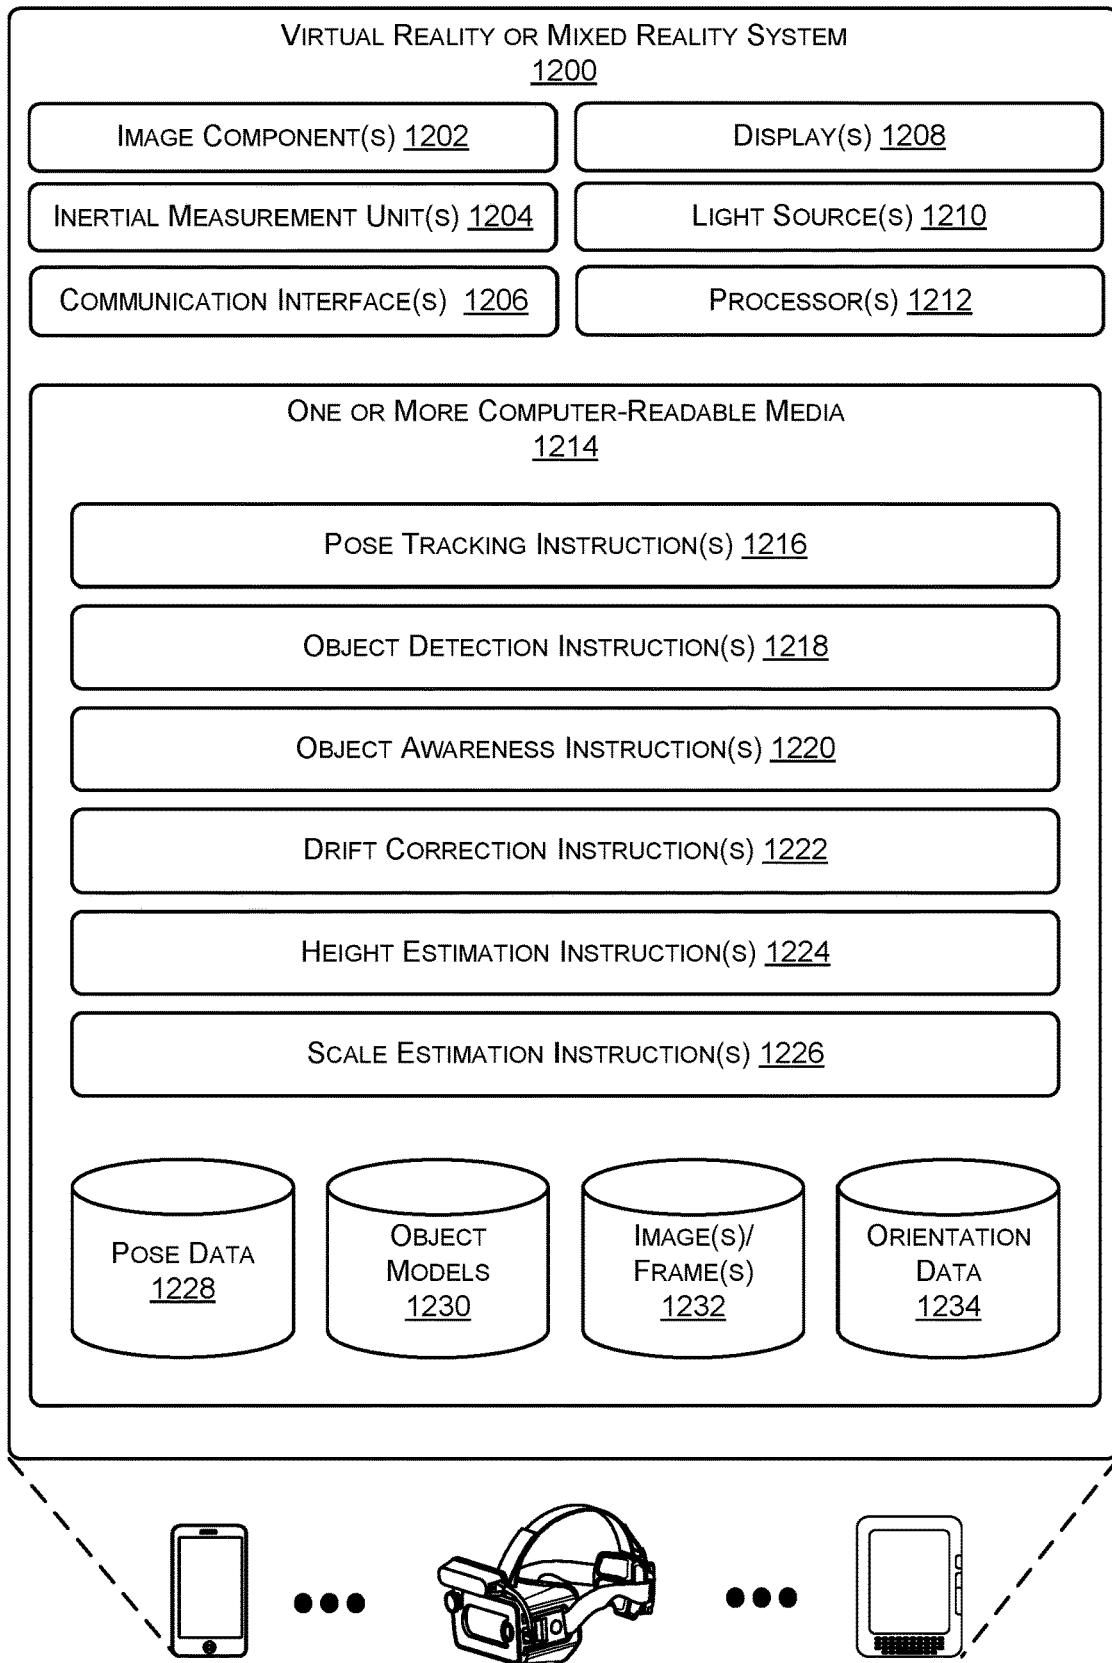 VIRTUAL REALITY OR MIXED REALITY SYSTEM
1200
IMAGE COMPONENT(S) 1202
DISPLAY(S) 1208
INERTIAL MEASUREMENT UNIT(S) 1204
LIGHT SOURCE(S) 1210
COMMUNICATION INTERFACE(S) 1206
PROCESSOR(S) 1212
ONE OR MORE COMPUTER-READABLE MEDIA
1214
POSE TRACKING INSTRUCTION(S) 1216
OBJECT DETECTION INSTRUCTION(S) 1218
OBJECT AWARENESS INSTRUCTION(S) 1220
DRIFT CORRECTION INSTRUCTION(S) 1222
HEIGHT ESTIMATION INSTRUCTION(S) 1224
SCALE ESTIMATION INSTRUCTION(S) 1226
POSE DATA
1228
OBJECT
MODELS
1230
IMAGE(S)/
FRAME(S)
1232
ORIENTATION
DATA
1234